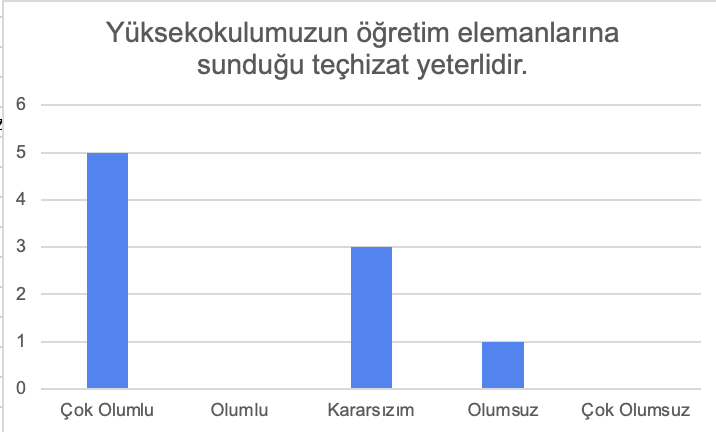 Yüksekokulumuzun öğretim elemanlarına
sunduğu teçhizat yeterlidir.
6
5
4
3
2
1
0
Çok Olumlu Olumlu Kararsızım Olumsuz Çok Olumsuz